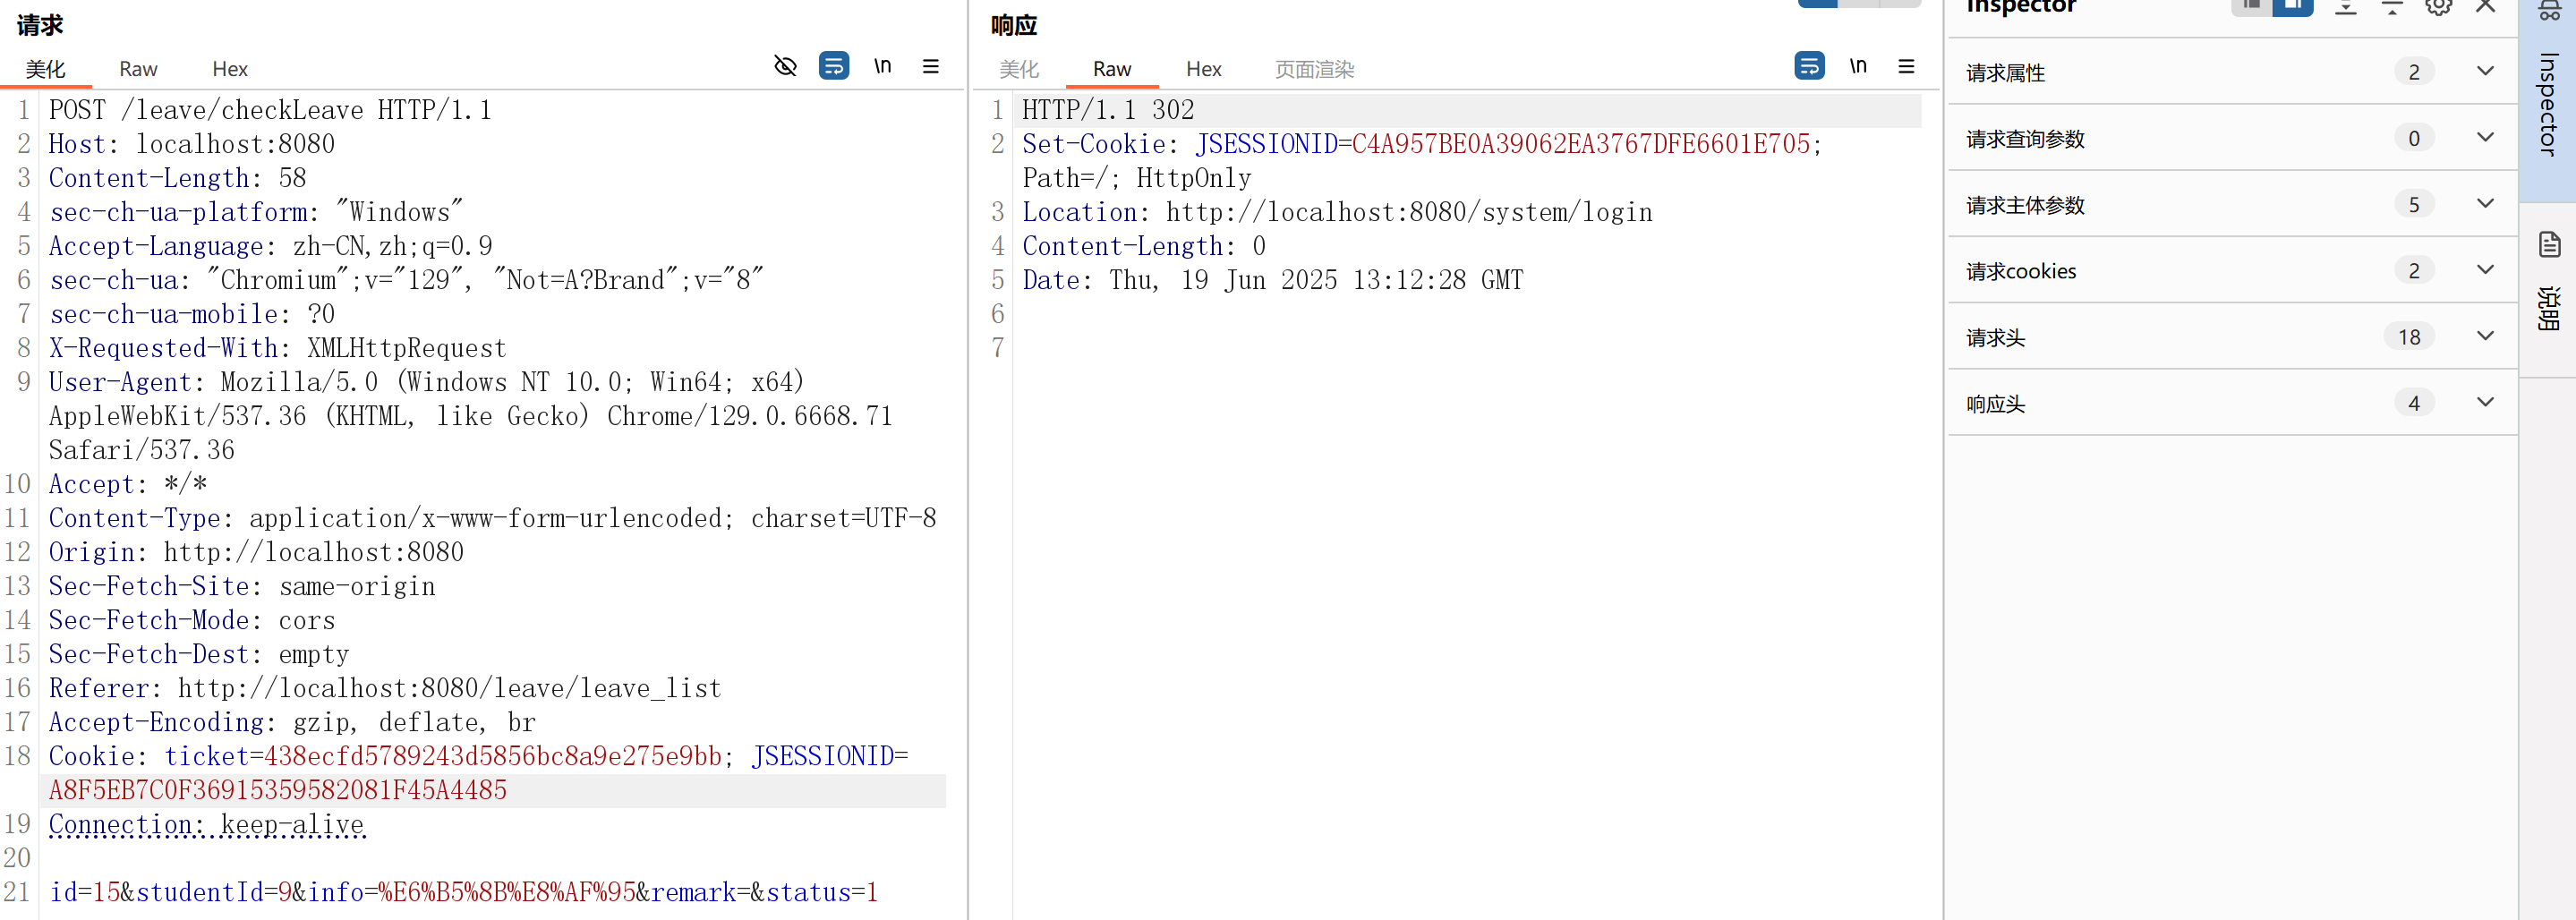 请求
美化 Raw Hex \n
1 POST /leave/checkLeave HTTP/1.1
2 Host: localhost:8080
3 Content-Length: 58
4 sec-ch-ua-platform: "Windows"
5 Accept-Language: zh-CN,zh;q=0.9
6 sec-ch-ua: "Chromium";v="129", "Not=A?Brand";v="8"
7 sec-ch-ua-mobile: ?0
8 X-Requested-With: XMLHttpRequest
9 User-Agent: Mozilla/5.0 (Windows NT 10.0; Win64; x64)
AppleWebKit/537.36 (KHTML, like Gecko) Chrome/129.0.6668.71
Safari/537.36
10 Accept: */*
11 Content-Type: application/x-www-form-urlencoded; charset=UTF-8
12 Origin: http://localhost:8080
13 Sec-Fetch-Site: same-origin
14 Sec-Fetch-Mode: cors
15 Sec-Fetch-Dest: empty
16 Referer: http://localhost:8080/leave/leave_list
17 Accept-Encoding: gzip, deflate, br
18 Cookie: ticket=438ecfd5789243d5856bc8a9e275e9bb; JSESSIONID=
A8F5EB7C0F36915359582081F45A4485
19 Connection: keep-alive
20
21 id=15&studentId=9&info=%E6%B5%8B%E8%AF%95&remark=&status=1
响应
美化 Raw Hex 页面渲染 \n
1 HTTP/1.1 302
2 Set-Cookie: JSESSIONID=C4A957BE0A39062EA3767DFE6601E705;
Path=/; HttpOnly
3 Location: http://localhost:8080/system/login
4 Content-Length: 0
5 Date: Thu, 19 Jun 2025 13:12:28 GMT
6
7
Inspector
请求属性 2
请求查询参数 0
请求主体参数 5
请求cookies 2
请求头 18
响应头 4
Inspector
说明